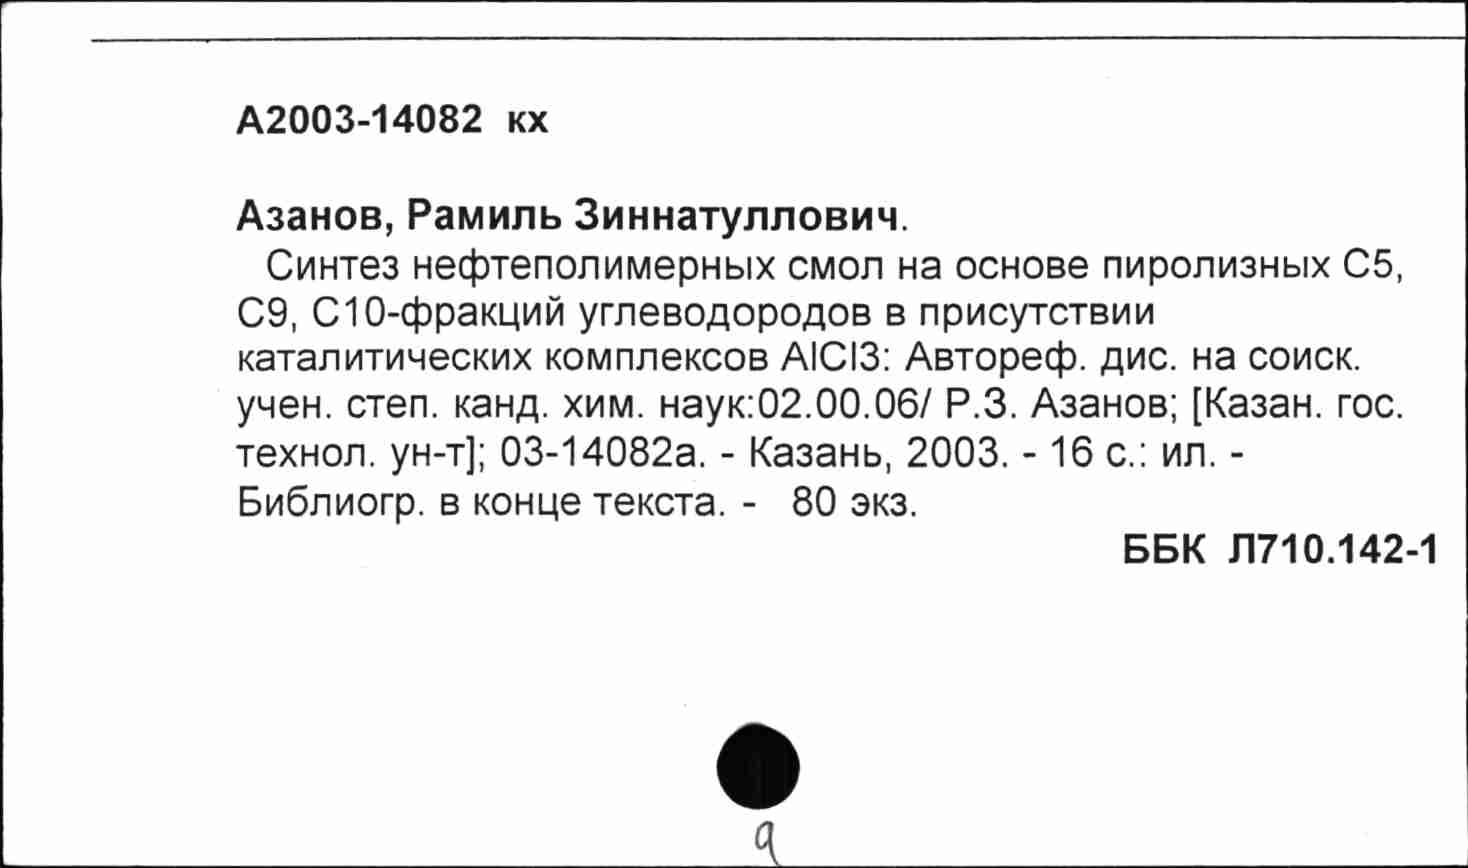 А2003-14082 кх
Азанов, Рамиль Зиннатуллович.
Синтез нефтеполимерных смол на основе пиролизных С5,
С9, С10-фракций углеводородов в присутствии
каталитических комплексов AlCl3: Автореф. дис. на соиск.
учен. степ. канд. хим. наук:02.00.06/ Р.З. Азанов; [Казан. гос.
технол. ун-т]; 03-14082а. - Казань, 2003. - 16 с.: ил. -
Библиогр. в конце текста. - 80 экз.
ББК Л710.142-1